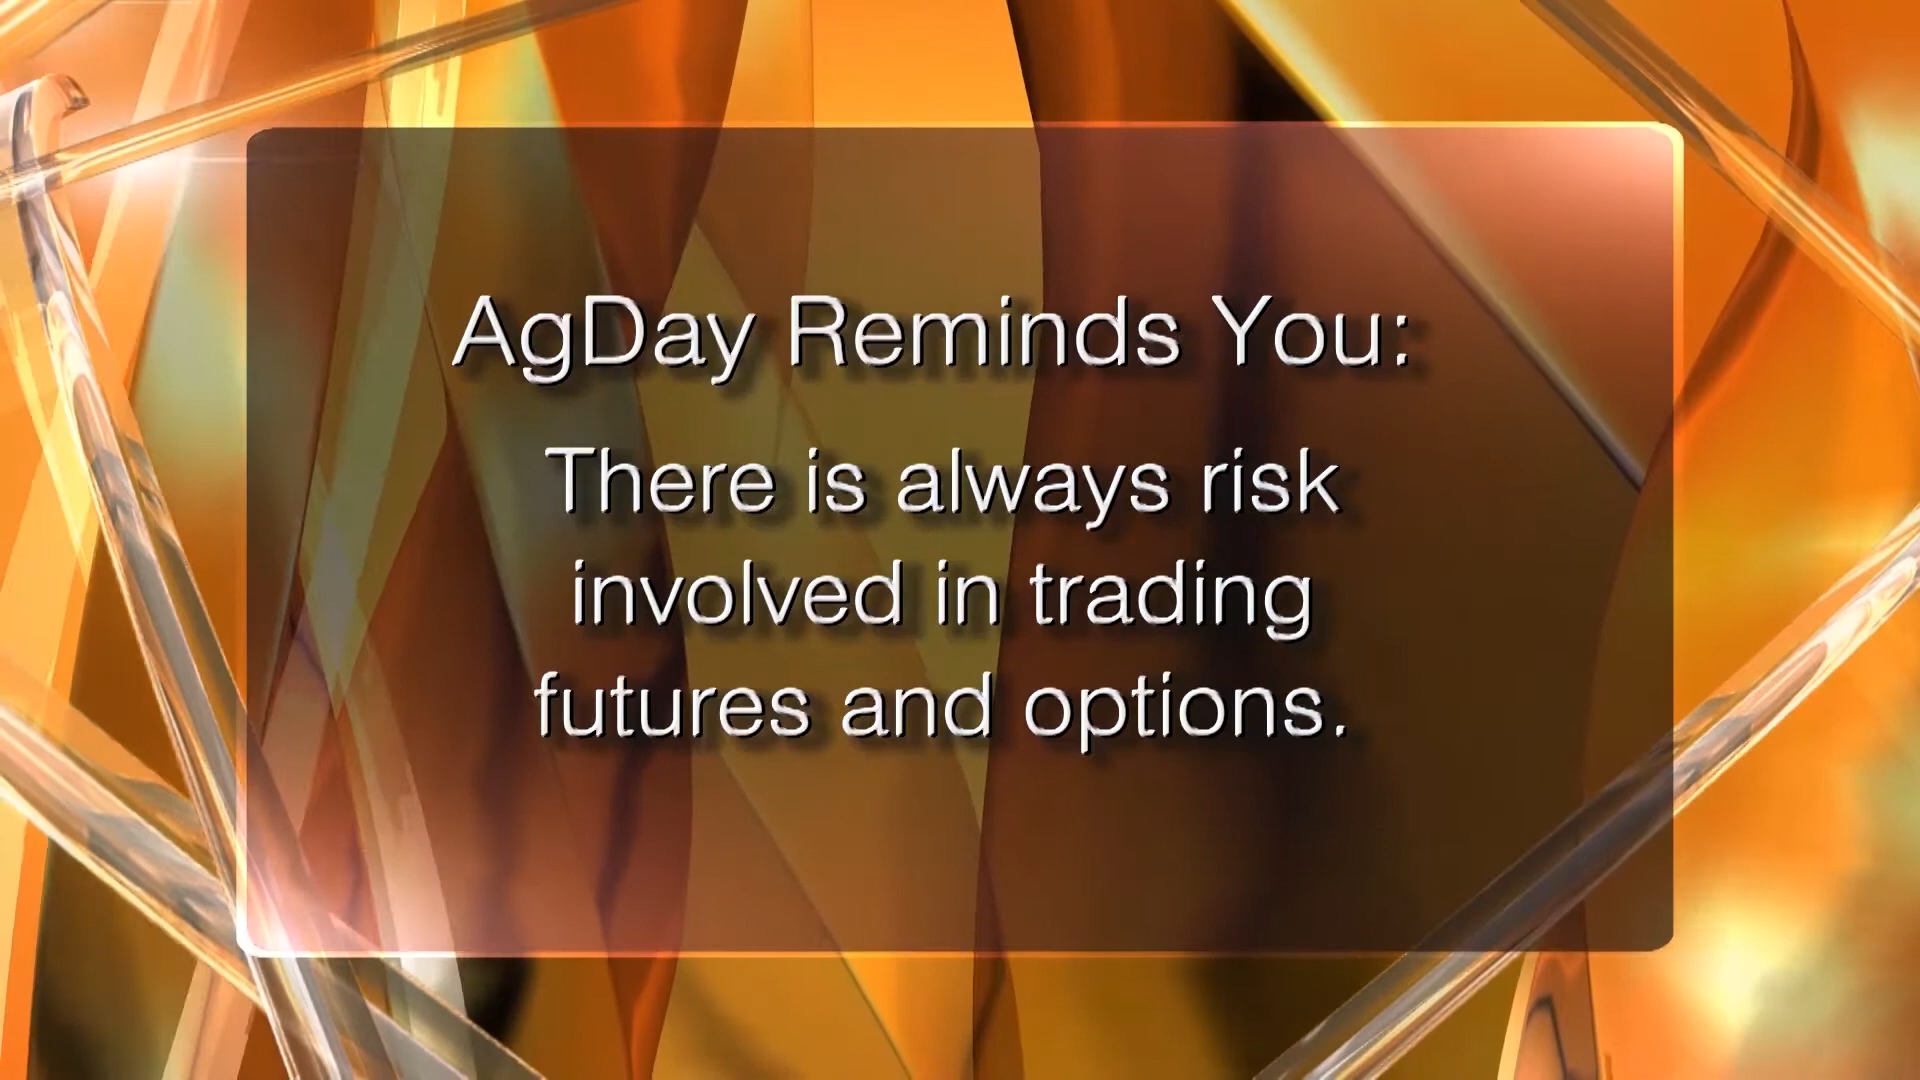 AgDay Reminds You:
There is always risk
involved in trading
futures and options.